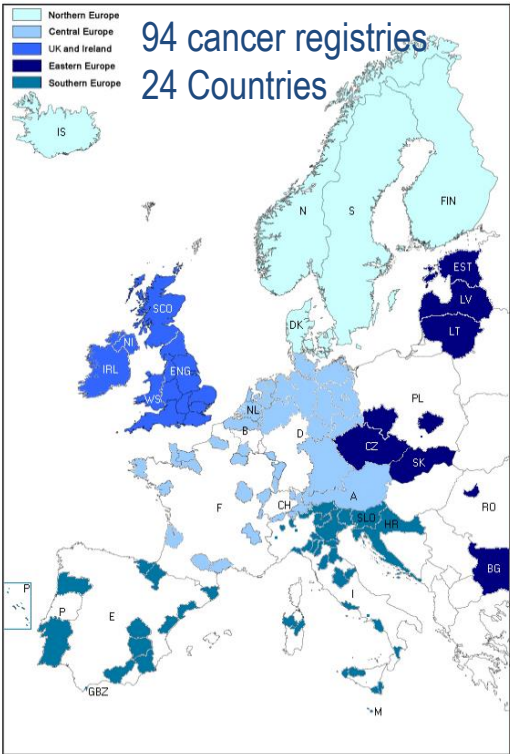 Northern Europe
Central Europe
UK and Ireland
Eastern Europe
Southern Europe
94 cancer registries
24 Countries
IS
N
S
FIN
EST
LV
LT
SCO
NI
IRL
ENG
WS
DK
NL
B
D
PL
CZ
SK
A
CH
F
RO
SLO
HR
BG
I
P
P
E
GBZ
M